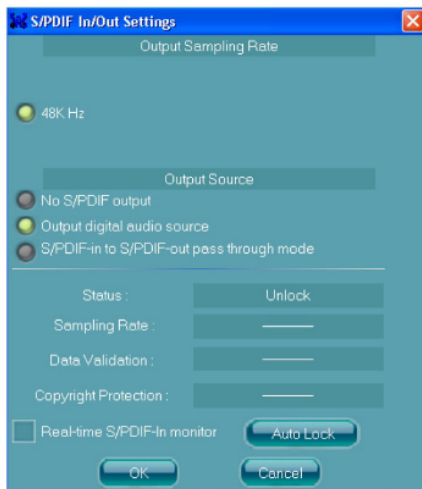 S/PDIF In/Out Settings
Output Sampling Rate
48K Hz
Output Source
No S/PDIF output
Output digital audio source
S/PDIF-in to S/PDIF-out pass through mode
Status : Unlock
Sampling Rate :
Data Validation :
Copyright Protection :
Real-time S/PDIF-In monitor Auto Lock
OK Cancel